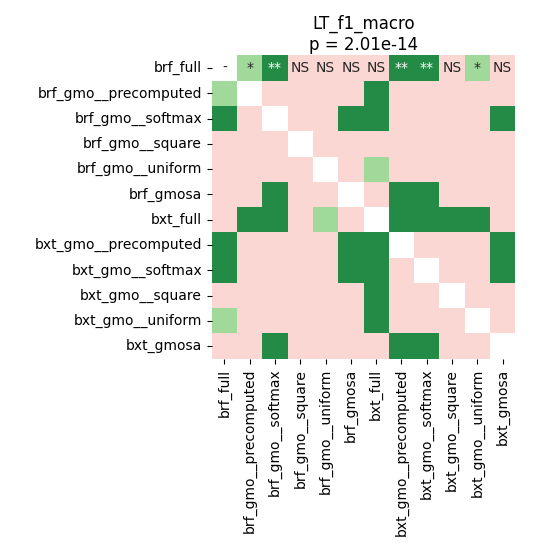 LT_f1_macro
p = 2.01e-14
brf_full - * ** NS NS NS NS ** ** NS * NS
brf_gmo__precomputed
brf_gmo__softmax
brf_gmo__square
brf_gmo__uniform
brf_gmosa
bxt_full
bxt_gmo__precomputed
bxt_gmo__softmax
bxt_gmo__square
bxt_gmo__uniform
bxt_gmosa
brf_full
brf_gmo__precomputed
brf_gmo__softmax
brf_gmo__square
brf_gmo__uniform
brf_gmosa
bxt_full
bxt_gmo__precomputed
bxt_gmo__softmax
bxt_gmo__square
bxt_gmo__uniform
bxt_gmosa